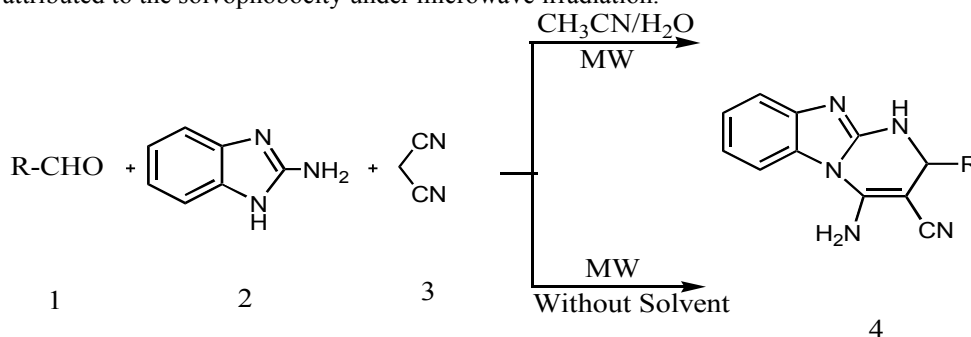 attributed to the solvophobocity under microwave irradiation.
CH3CN/H2O
MW
R-CHO
+
N
NH2
N
H
+
CN
CN
N
H
N
N
R
H2N
CN
MW
Without Solvent
1
2
3
4